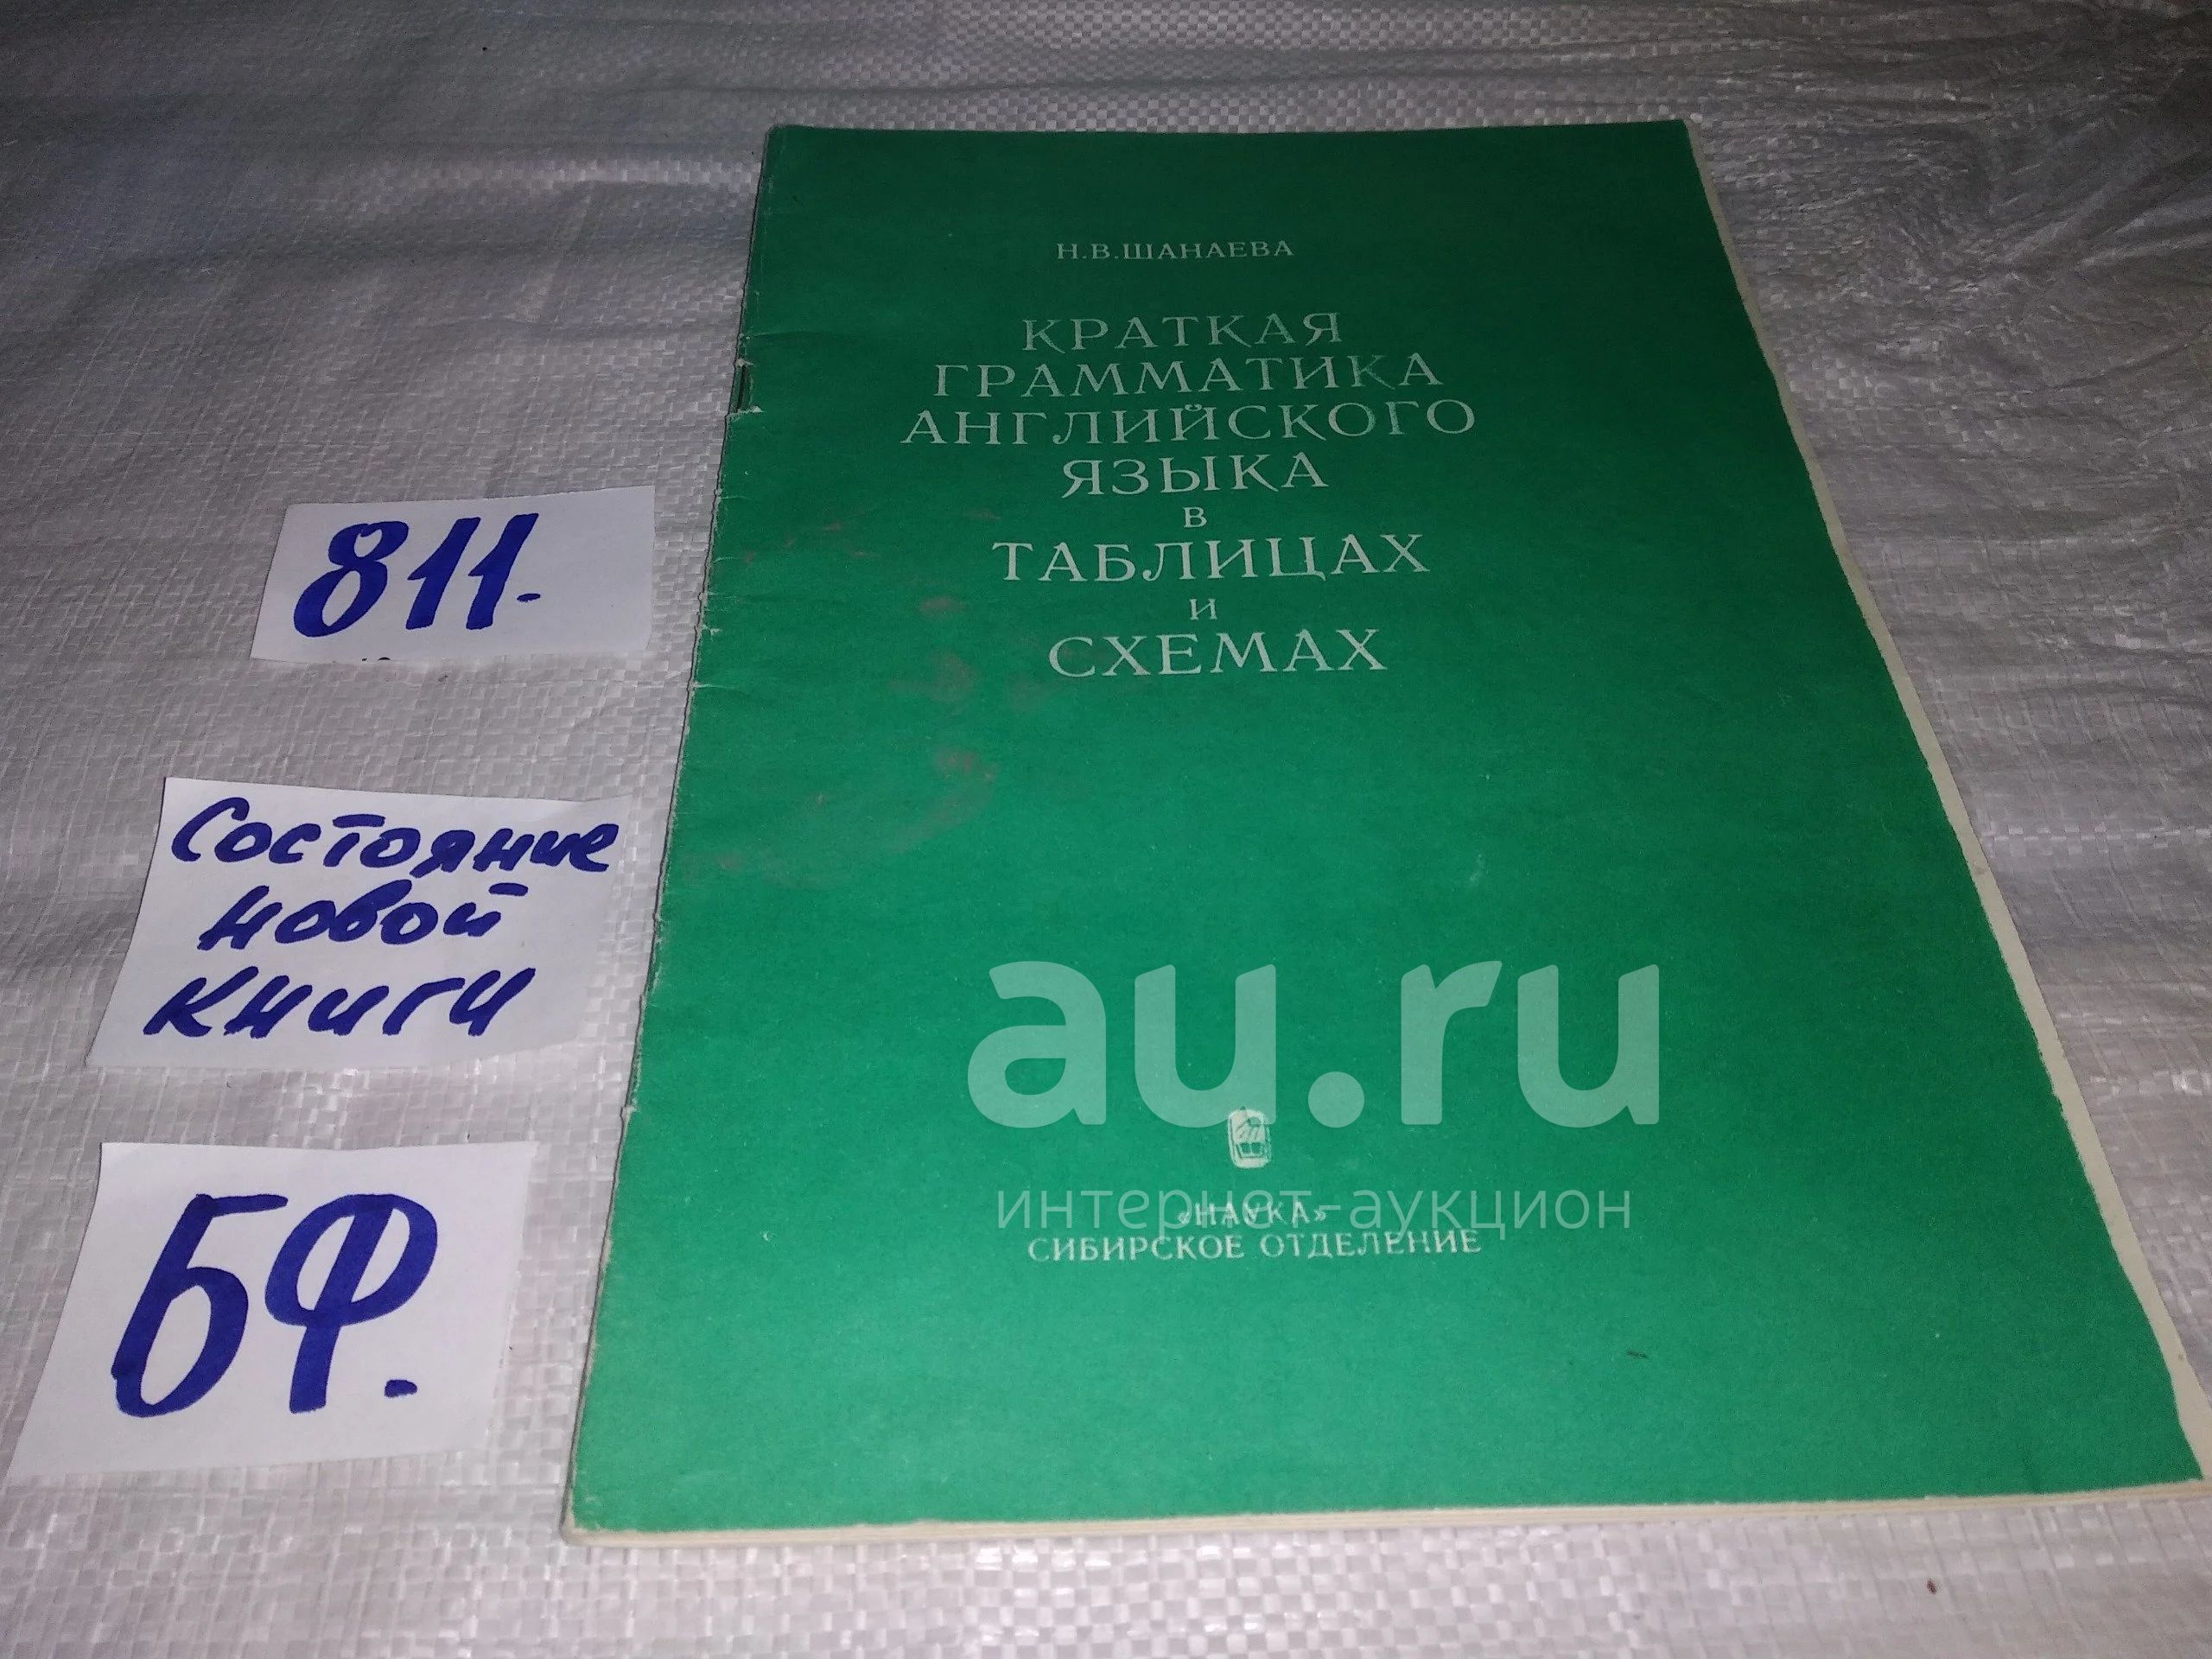 Н.В.ШАНАЕВА
КРАТКАЯ
ГРАММАТИКА
АНГЛИЙСКОГО
ЯЗЫКА
В
ТАБЛИЦАХ
И
СХЕМАХ
«НАУКА»
СИБИРСКОЕ ОТДЕЛЕНИЕ
811.
Состояние
новой
книги
БФ.
au.ru
интернет-аукцион